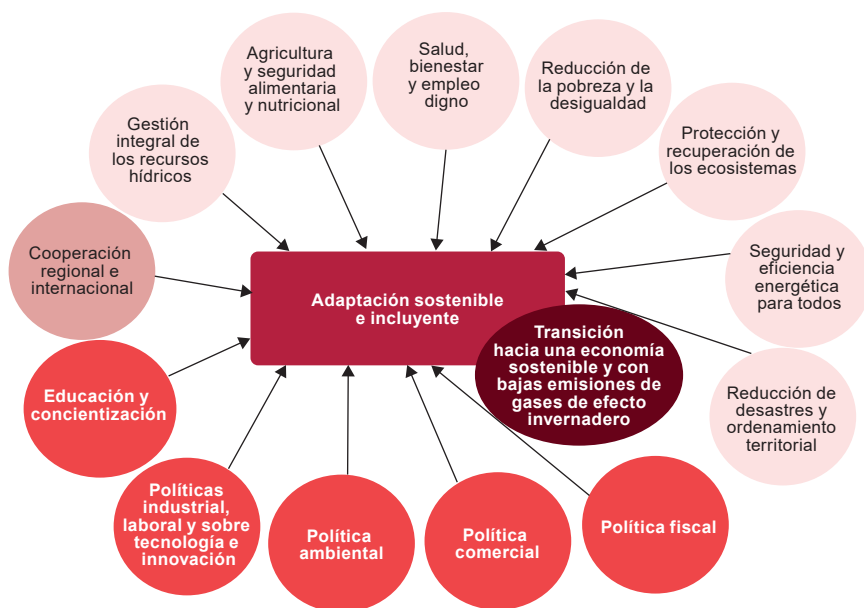 Agricultura
y seguridad
alimentaria
y nutricional
Salud,
bienestar
y empleo
digno
Reducción de
la pobreza y la
desigualdad
Gestión
integral de
los recursos
hídricos
Protección y
recuperación de
los ecosistemas
Cooperación
regional e
internacional
Adaptación sostenible
e incluyente
Seguridad y
eficiencia
energética
para todos
Transición
hacia una economía
sostenible y con
bajas emisiones de
gases de efecto
invernadero
Educación y
concientización
Reducción de
desastres y
ordenamiento
territorial
Políticas
industrial,
laboral y sobre
tecnología e
innovación
Política
ambiental
Política
comercial
Política fiscal